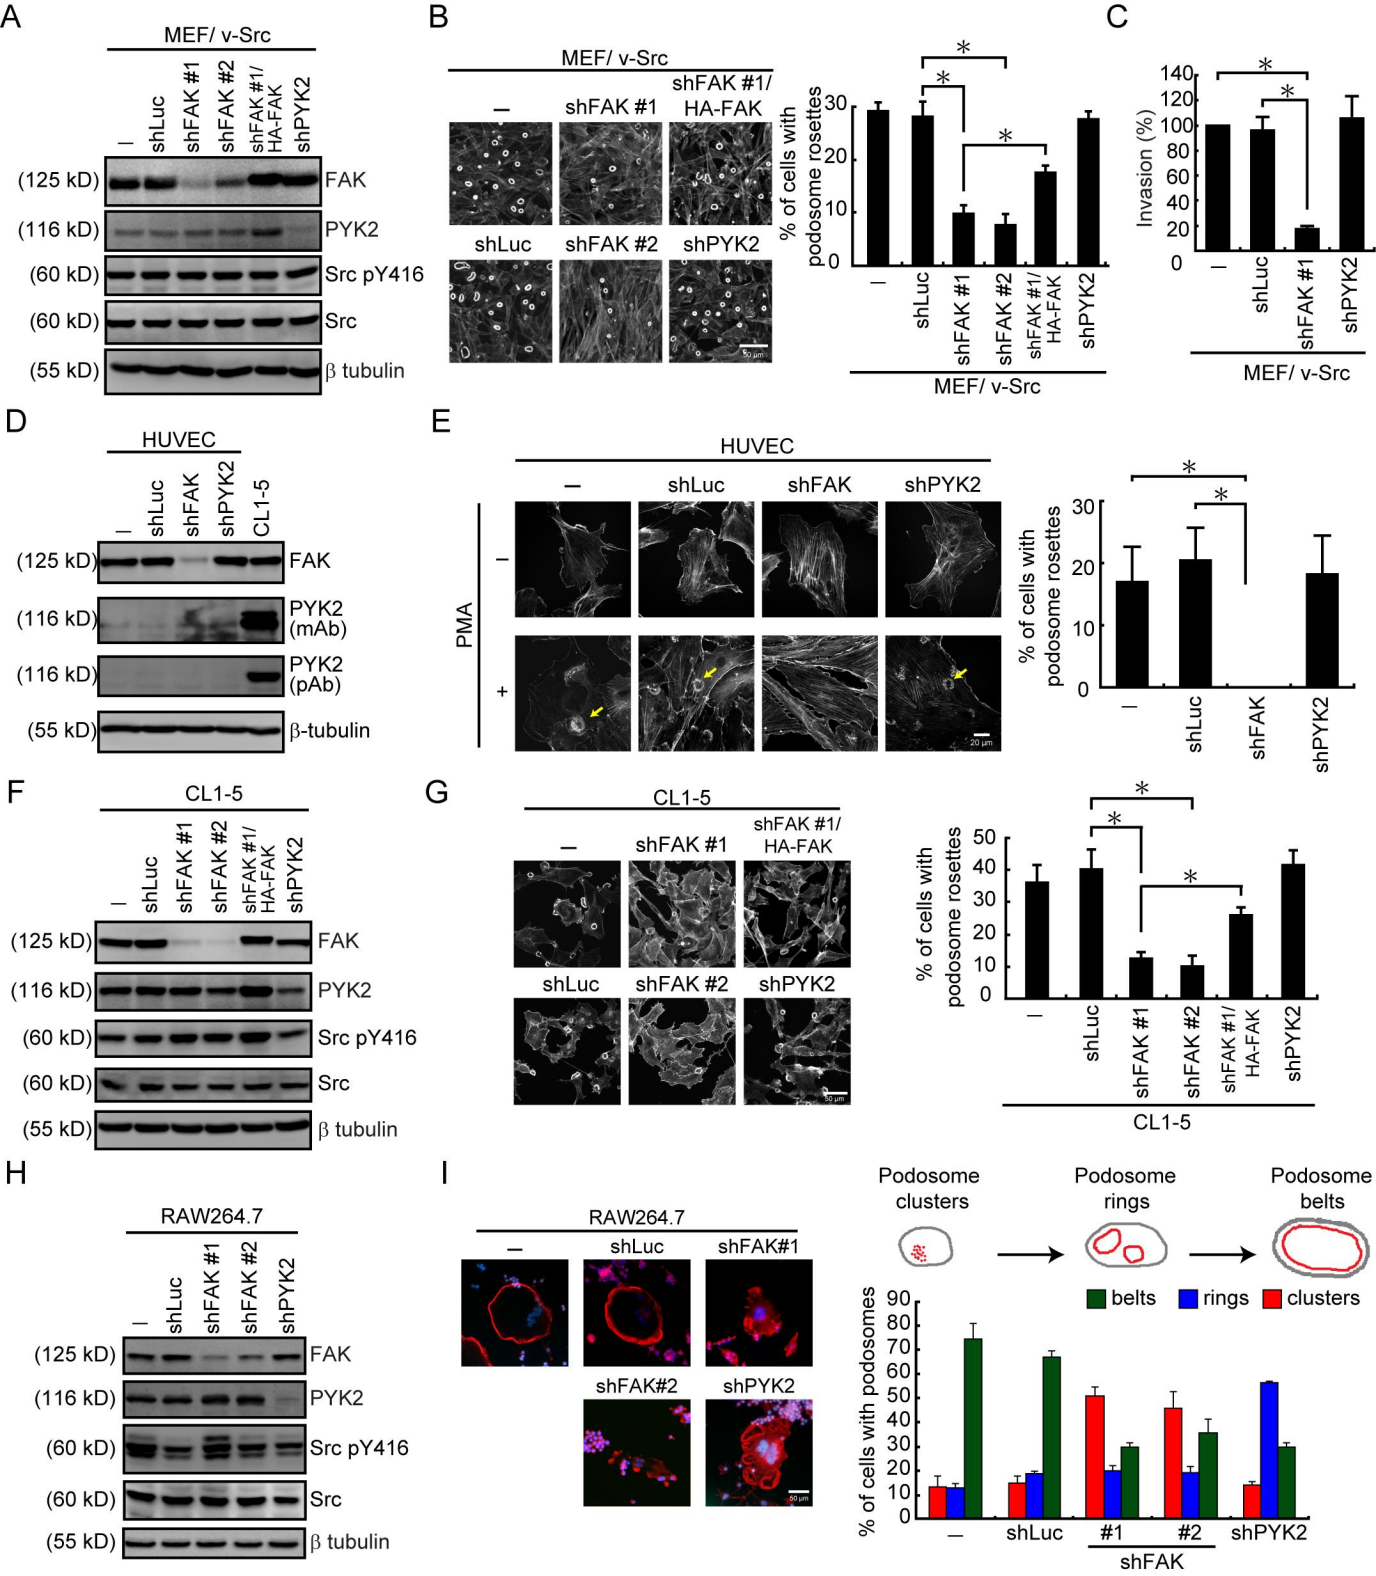 A
MEF/ v-Src
—
shLuc
shFAK #1
shFAK #2
shFAK #1/
HA-FAK
shPYK2
(125 kD)
FAK
(116 kD)
PYK2
(60 kD)
Src pY416
(60 kD)
Src
(55 kD)
β tubulin
B
MEF/ v-Src
—
shFAK #1
shFAK #1/
HA-FAK
shLuc
shFAK #2
shPYK2
50 µm
% of cells with
podosome rosettes
30
20
10
0
*
*
*
—
shLuc
shFAK #1
shFAK #2
shFAK #1/
HA-FAK
shPYK2
MEF/ v-Src
C
Invasion (%)
140
120
100
80
60
40
20
0
*
*
—
shLuc
shFAK #1
shPYK2
MEF/ v-Src
D
HUVEC
—
shLuc
shFAK
shPYK2
CL1-5
(125 kD)
FAK
(116 kD)
PYK2
(mAb)
(116 kD)
PYK2
(pAb)
(55 kD)
β-tubulin
E
HUVEC
—
shLuc
shFAK
shPYK2
PMA
–
+
20 µm
% of cells with
podosome rosettes
30
20
10
0
*
*
—
shLuc
shFAK
shPYK2
F
CL1-5
—
shLuc
shFAK #1
shFAK #2
shFAK #1/
HA-FAK
shPYK2
(125 kD)
FAK
(116 kD)
PYK2
(60 kD)
Src pY416
(60 kD)
Src
(55 kD)
β tubulin
G
CL1-5
—
shFAK #1
shFAK #1/
HA-FAK
shLuc
shFAK #2
shPYK2
50 µm
% of cells with
podosome rosettes
50
40
30
20
10
0
*
*
*
—
shLuc
shFAK #1
shFAK #2
shFAK #1/
HA-FAK
shPYK2
CL1-5
H
RAW264.7
—
shLuc
shFAK #1
shFAK #2
shPYK2
(125 kD)
FAK
(116 kD)
PYK2
(60 kD)
Src pY416
(60 kD)
Src
(55 kD)
β tubulin
I
RAW264.7
—
shLuc
shFAK#1
shFAK#2
shPYK2
50 µm
Podosome
clusters
Podosome
rings
Podosome
belts
belts
rings
clusters
% of cells with podosomes
90
80
70
60
50
40
30
20
10
0
—
shLuc
#1
#2
shPYK2
shFAK